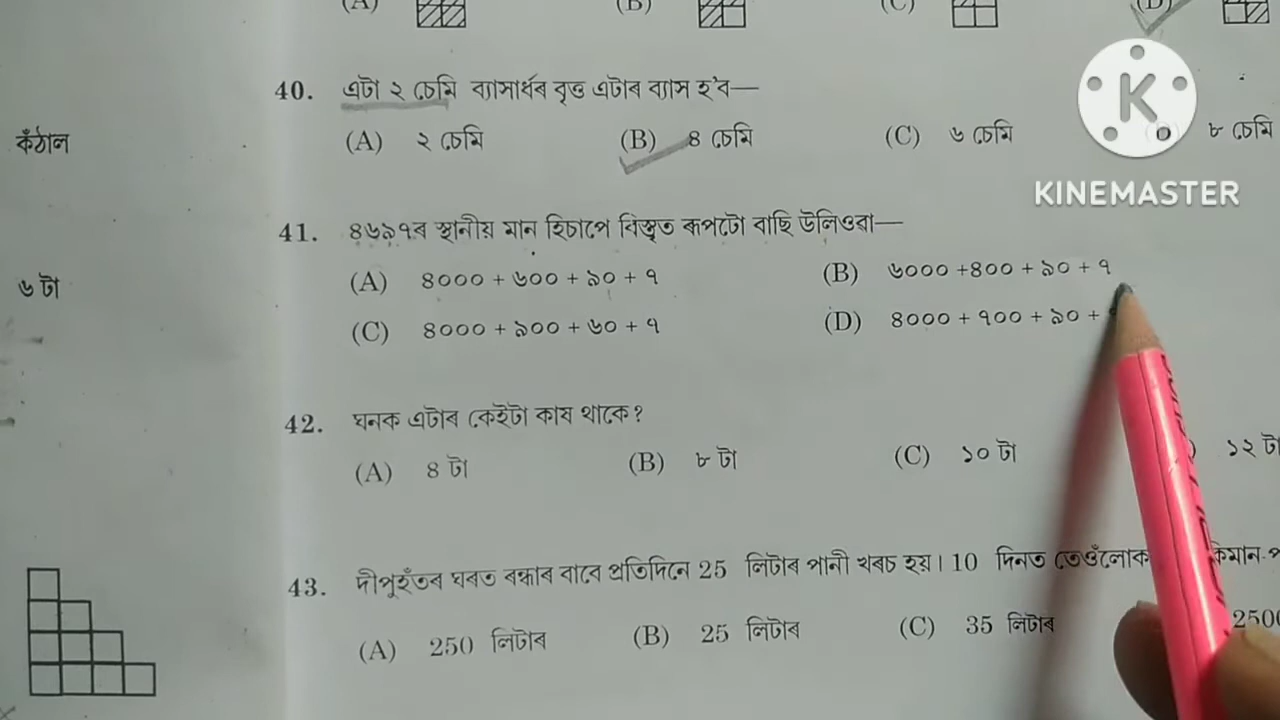 (A) (B) (C) (D)
40. এটা ২ চেমি ব্যাসাৰ্ধৰ বৃত্ত এটাৰ ব্যাস হ'ব—
কঁঠাল
(A) ২ চেমি (B) ৪ চেমি (C) ৬ চেমি ৮ চেমি
KINEMASTER
41. ৪৬৯৭ৰ স্থানীয় মান হিচাপে বিস্তৃত ৰূপটো বাছি উলিওৱা—
৬ টা
(A) ৪০০০ + ৬০০ + ৯০ + ৭ (B) ৬০০০ +৪০০ + ৯০ + ৭
(C) ৪০০০ + ৯০০ + ৬০ + ৭ (D) ৪০০০ + ৭০০ + ৯০ +
42. ঘনক এটাৰ কেইটা কাষ থাকে?
(A) ৪ টা (B) ৮ টা (C) ১০ টা ১২ টা
43. দীপুহঁতৰ ঘৰত ৰন্ধাৰ বাবে প্ৰতিদিনে 25 লিটাৰ পানী খৰচ হয়। 10 দিনত তেওঁলোক
(A) 250 লিটাৰ (B) 25 লিটাৰ (C) 35 লিটাৰ 2500